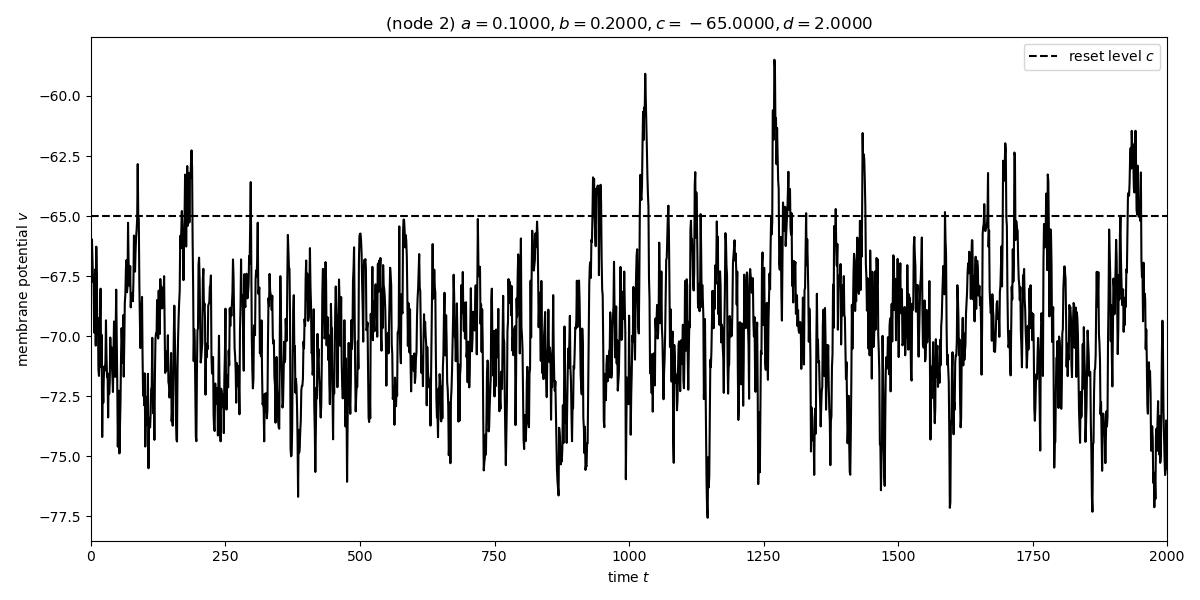 (node 2) a = 0.1000, b = 0.2000, c = −65.0000, d = 2.0000
reset level c
membrane potential v
−60.0
−62.5
−65.0
−67.5
−70.0
−72.5
−75.0
−77.5
0 250 500 750 1000 1250 1500 1750 2000
time t